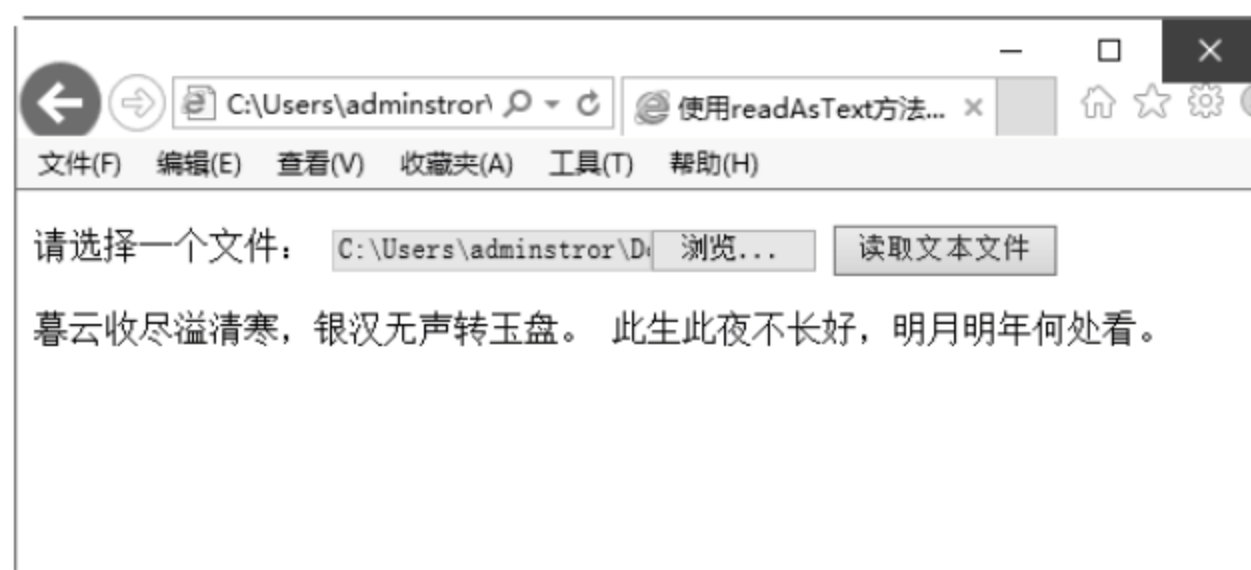 C:\Users\adminstror\ 使用readAsText方法...
文件(F) 编辑(E) 查看(V) 收藏夹(A) 工具(T) 帮助(H)
请选择一个文件： C:\Users\adminstror\D 浏览... 读取文本文件
暮云收尽溢清寒，银汉无声转玉盘。 此生此夜不长好，明月明年何处看。